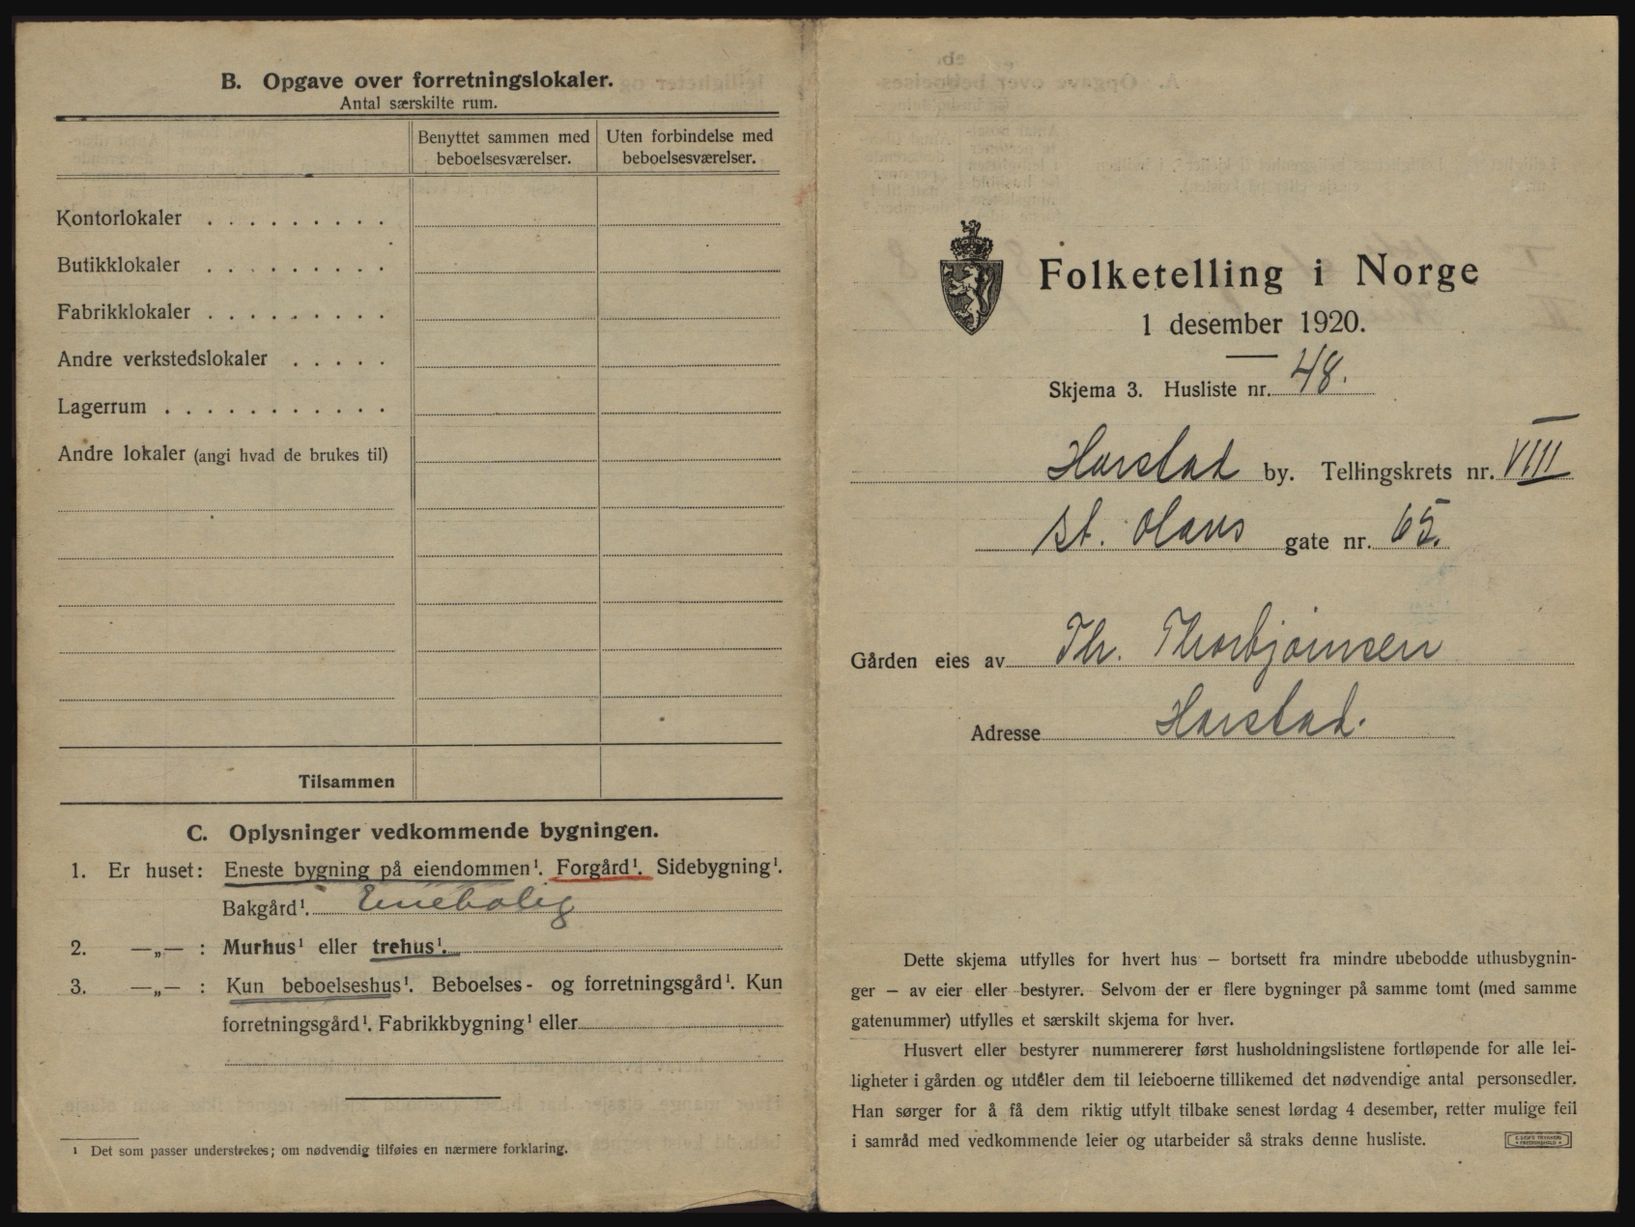 B. Opgave over forretningslokaler.
Antal særskilte rum.
Benyttet sammen med beboelsesværelser.
Uten forbindelse med beboelsesværelser.
Kontorlokaler . . . . . . . . .
Butikklokaler . . . . . . . . .
Fabrikklokaler . . . . . . . . .
Andre verkstedslokaler . . . . .
Lagerrum . . . . . . . . . . .
Andre lokaler (angi hvad de brukes til)
Tilsammen
C. Oplysninger vedkommende bygningen.
1. Er huset: Eneste bygning på eiendommen¹. Forgård¹. Sidebygning¹.
Bakgård¹. Enebolig
2. —„— : Murhus¹ eller trehus¹.
3. —„— : Kun beboelseshus¹. Beboelses- og forretningsgård¹. Kun
forretningsgård¹. Fabrikkbygning¹ eller
¹ Det som passer understrekes; om nødvendig tilføies en nærmere forklaring.
Folketelling i Norge
1 desember 1920.
Skjema 3. Husliste nr. 48.
Harstad by. Tellingskrets nr. VIII
St. Olavs gate nr. 65.
Gården eies av Th. Thorbjørnsen
Adresse Harstad.
Dette skjema utfylles for hvert hus – bortsett fra mindre ubebodde uthusbygnin-
ger – av eier eller bestyrer. Selvom der er flere bygninger på samme tomt (med samme
gatenummer) utfylles et særskilt skjema for hver.
Husvert eller bestyrer nummererer først husholdningslistene fortløpende for alle lei-
ligheter i gården og utdeler dem til leieboerne tillikemed det nødvendige antal personsedler.
Han sørger for å få dem riktig utfylt tilbake senest lørdag 4 desember, retter mulige feil
i samråd med vedkommende leier og utarbeider så straks denne husliste.